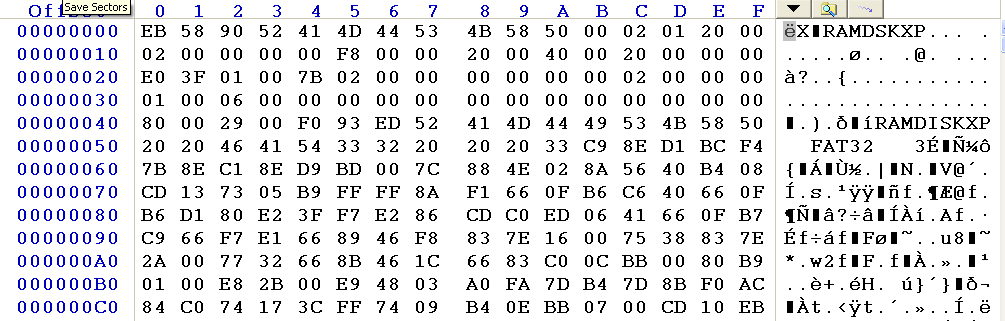 Offset 0 1 2 3 4 5 6 7 8 9 A B C D E F
Save Sectors
00000000 EB 58 90 52 41 4D 44 53 4B 58 50 00 02 01 20 00 ëX▮RAMDSKXP... .
00000010 02 00 00 00 00 F8 00 00 20 00 40 00 20 00 00 00 .....ø.. .@. ...
00000020 E0 3F 01 00 7B 02 00 00 00 00 00 00 02 00 00 00 à?..{...........
00000030 01 00 06 00 00 00 00 00 00 00 00 00 00 00 00 00 ................
00000040 80 00 29 00 F0 93 ED 52 41 4D 44 49 53 4B 58 50 ▮.).ð▮íRAMDISKXP
00000050 20 20 46 41 54 33 32 20 20 20 33 C9 8E D1 BC F4 FAT32 3É▮Ñ¼ô
00000060 7B 8E C1 8E D9 BD 00 7C 88 4E 02 8A 56 40 B4 08 {▮Á▮Ù½.|▮N.▮V@´.
00000070 CD 13 73 05 B9 FF FF 8A F1 66 0F B6 C6 40 66 0F Í.s.¹ÿÿ▮ñf.¶Æ@f.
00000080 B6 D1 80 E2 3F F7 E2 86 CD C0 ED 06 41 66 0F B7 ¶Ñ▮â?÷â▮ÍÀí.Af.·
00000090 C9 66 F7 E1 66 89 46 F8 83 7E 16 00 75 38 83 7E Éf÷áf▮Fø▮~..u8▮~
000000A0 2A 00 77 32 66 8B 46 1C 66 83 C0 0C BB 00 80 B9 *.w2f▮F.f▮À.».▮¹
000000B0 01 00 E8 2B 00 E9 48 03 A0 FA 7D B4 7D 8B F0 AC ..è+.éH. ú}´}▮ð¬
000000C0 84 C0 74 17 3C FF 74 09 B4 0E BB 07 00 CD 10 EB ▮Àt.<ÿt.´.»..Í.ë